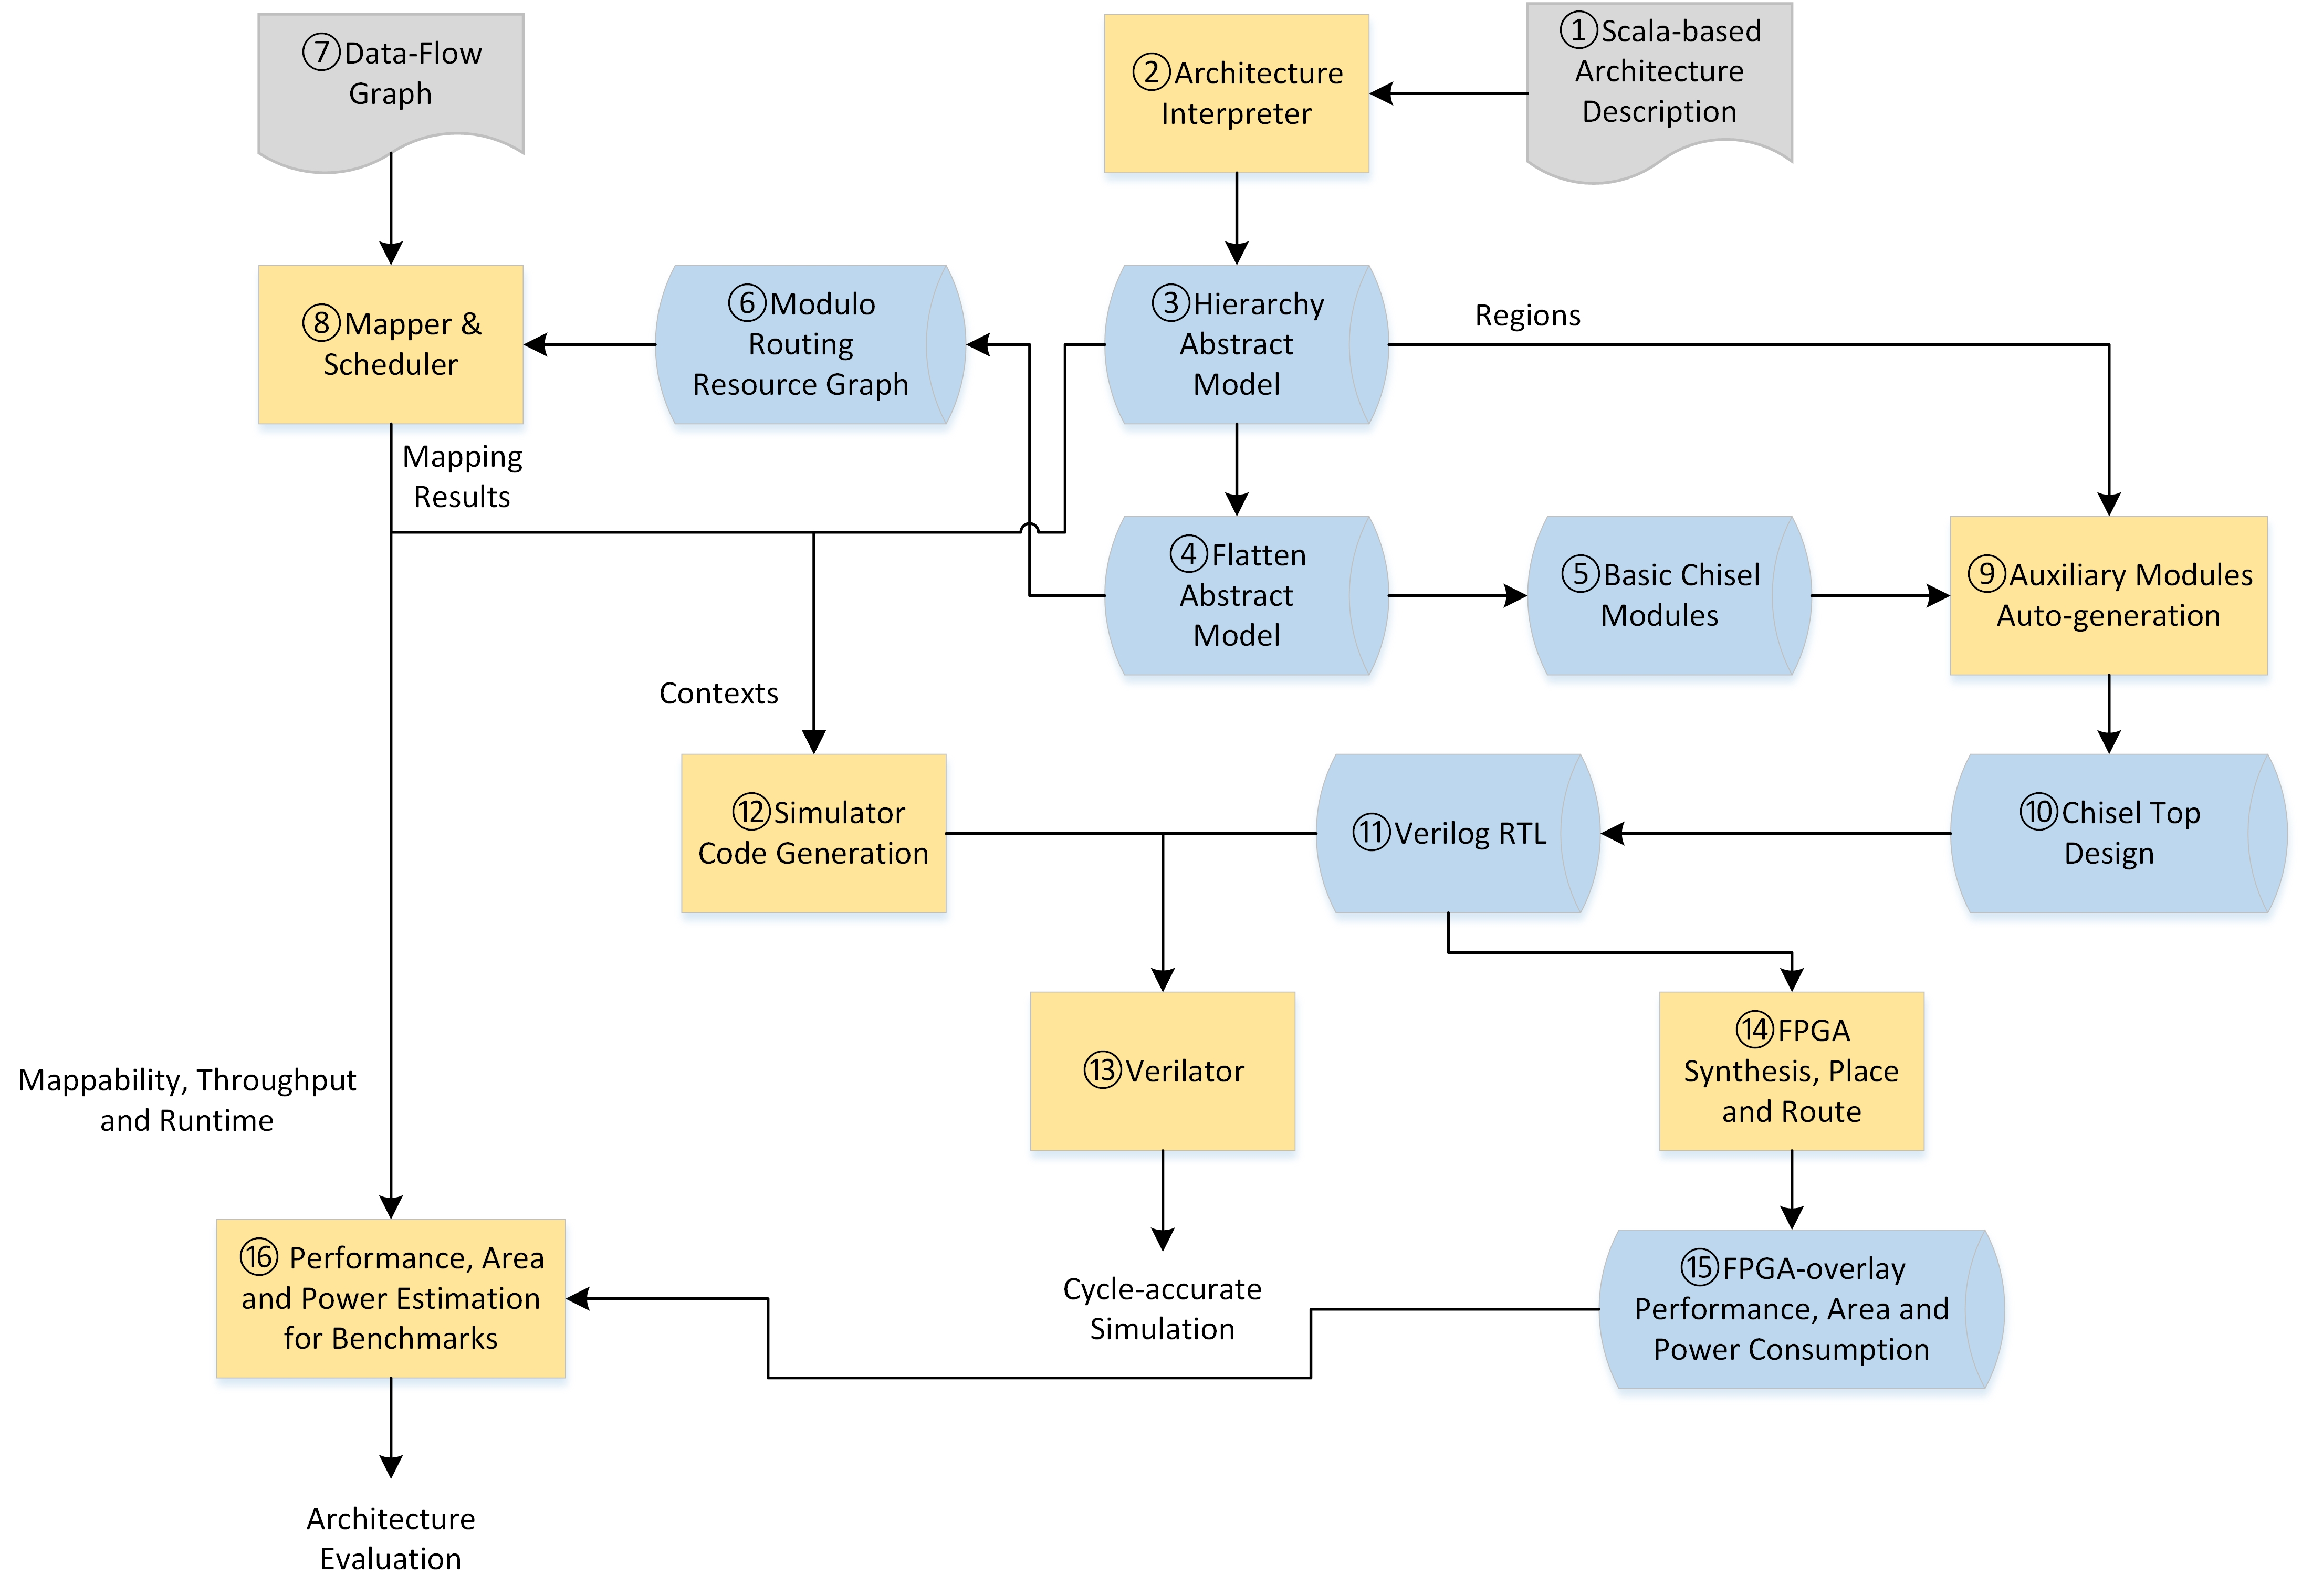 ⑦Data-Flow
Graph
②Architecture
Interpreter
①Scala-based
Architecture
Description
⑧Mapper &
Scheduler
⑥Modulo
Routing
Resource Graph
③Hierarchy
Abstract
Model
Regions
Mapping
Results
④Flatten
Abstract
Model
⑤Basic Chisel
Modules
⑨Auxiliary Modules
Auto-generation
Contexts
⑫Simulator
Code Generation
⑪Verilog RTL
⑩Chisel Top
Design
Mappability, Throughput
and Runtime
⑬Verilator
⑭FPGA
Synthesis, Place
and Route
⑯ Performance, Area
and Power Estimation
for Benchmarks
Cycle-accurate
Simulation
⑮FPGA-overlay
Performance, Area and
Power Consumption
Architecture
Evaluation